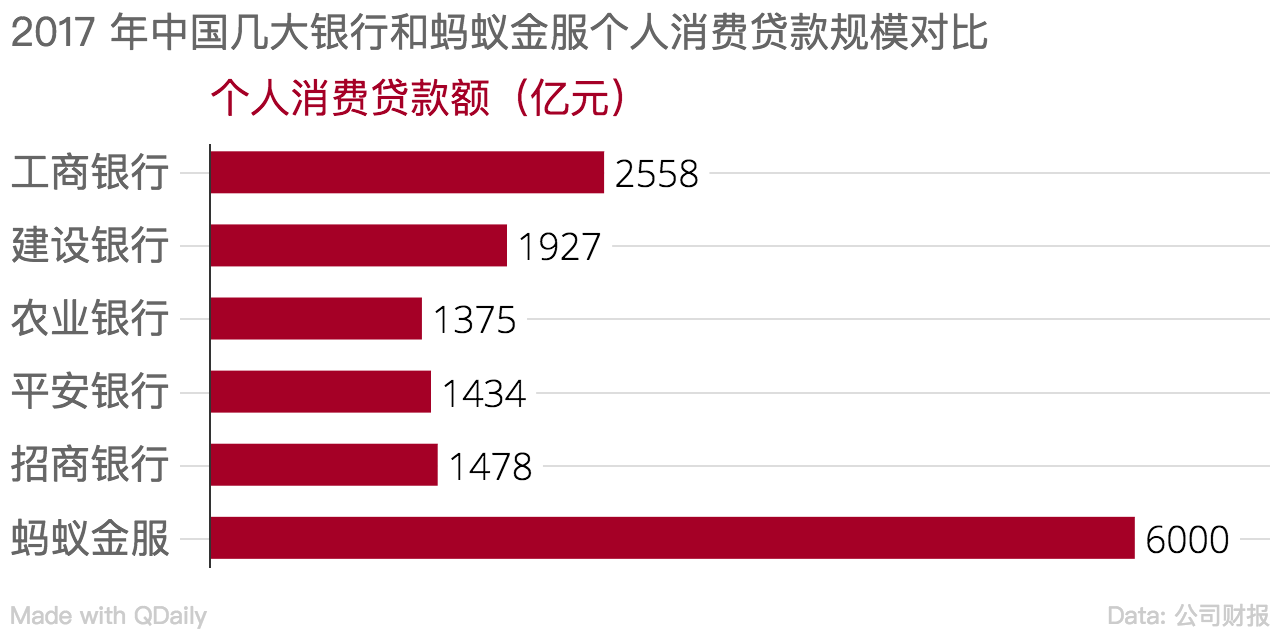 2017 年中国几大银行和蚂蚁金服个人消费贷款规模对比
个人消费贷款额（亿元）
工商银行 2558
建设银行 1927
农业银行 1375
平安银行 1434
招商银行 1478
蚂蚁金服 6000
Made with QDaily Data: 公司财报